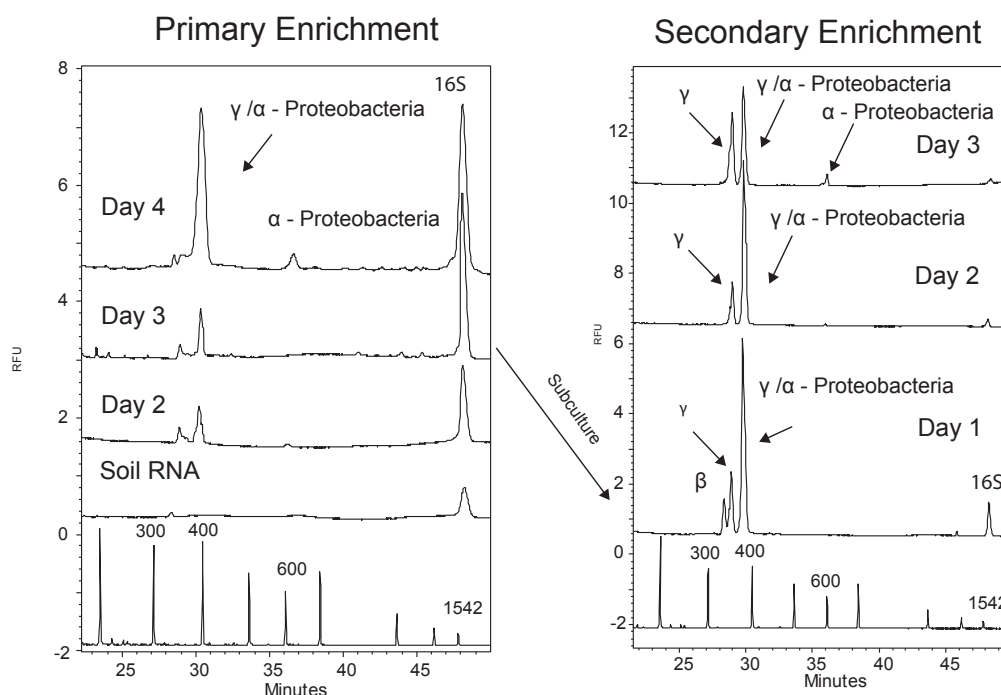 Primary Enrichment
8
16S
γ /α - Proteobacteria
6
Day 4
α - Proteobacteria
4
Day 3
RFU
Day 2
2
Soil RNA
0
300
400
600
1542
-2
25
30
35
40
45
Minutes
Subculture
Secondary Enrichment
γ
γ /α - Proteobacteria
α - Proteobacteria
12
Day 3
10
γ
γ /α - Proteobacteria
8
Day 2
RFU
6
γ /α - Proteobacteria
4
γ
Day 1
β
2
16S
0
300
400
600
1542
-2
25
30
35
40
45
Minutes